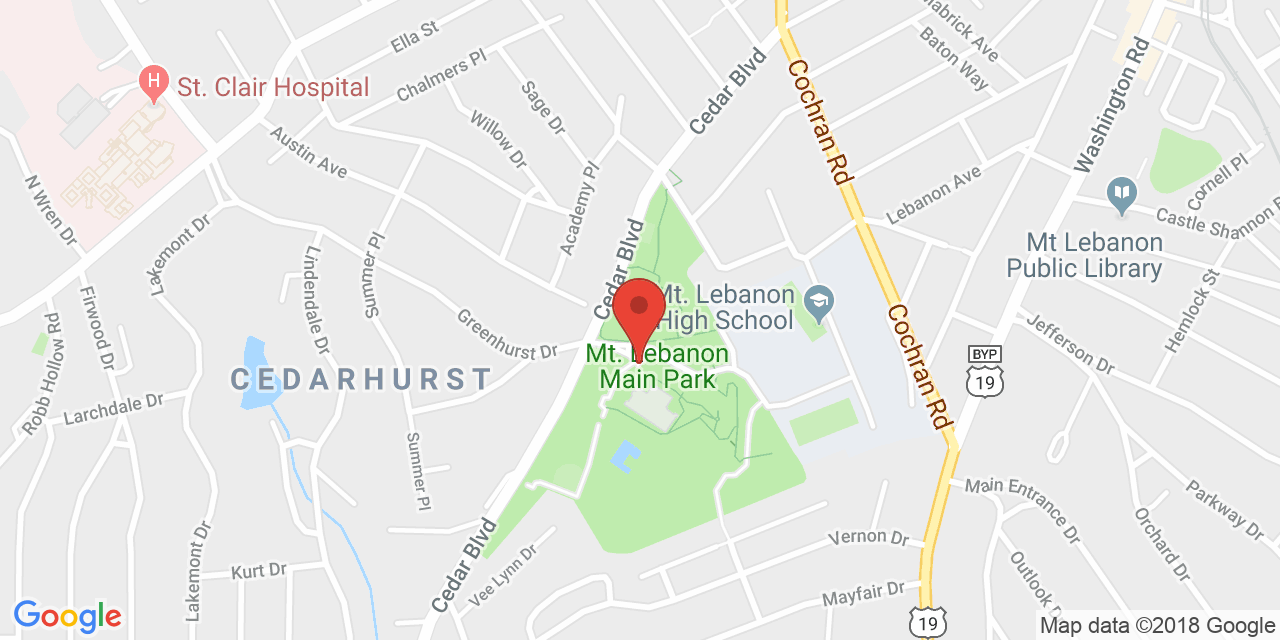 Ella St
Chalmers Pl
Cedar Blvd
Cochran Rd
abrick Ave
Baton Way
Washington Rd
H
St. Clair Hospital
Sage Dr
Willow Dr
Austin Ave
Academy Pl
Lebanon Ave
Cornell Pl
Castle Shannon B
N Wren Dr
Lakemont Dr
Lindendale Dr
Summer Pl
Cedar Blvd
Mt Lebanon
Public Library
Mt. Lebanon
High School
Firwood Dr
Robb Hollow Rd
Greenhurst Dr
Cochran Rd
Jefferson Dr
Hemlock St
Mt. Lebanon
Main Park
BYP
19
CEDARHURST
Larchdale Dr
Summer Pl
Main Entrance Dr
Parkway Dr
Orchard Dr
Lakemont Dr
Vernon Dr
Outlook D
Kurt Dr
Cedar Blvd
Vee Lynn Dr
Mayfair Dr
19
Google
Map data ©2018 Google